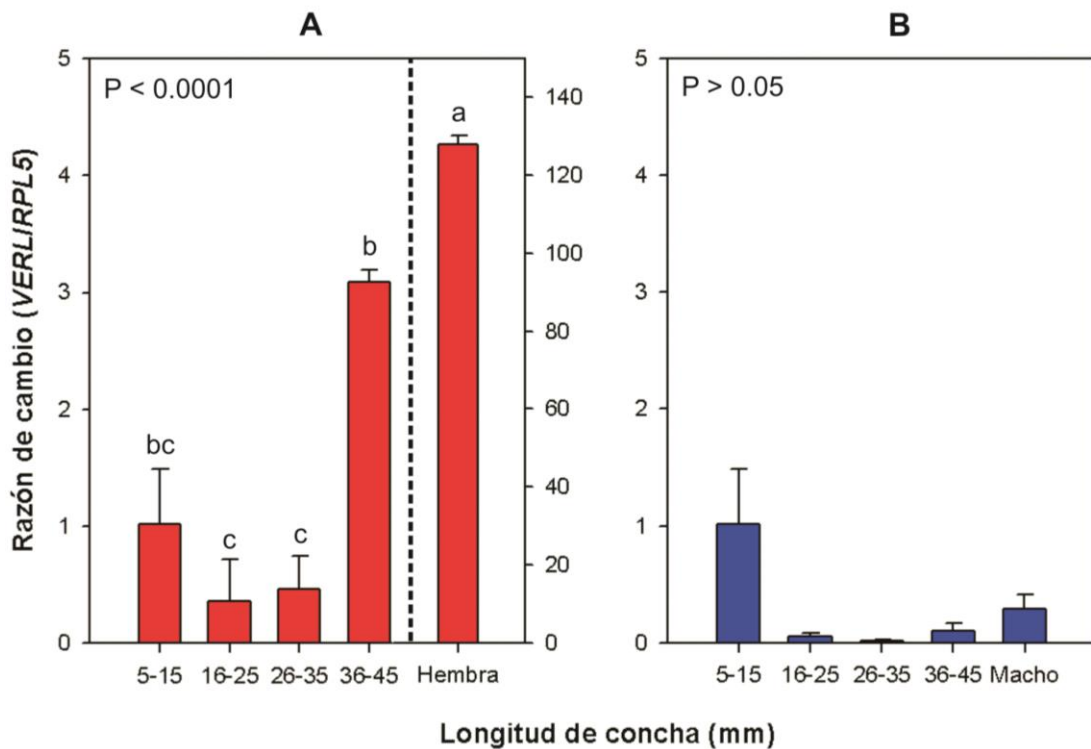 A
B
P < 0.0001
P > 0.05
Razón de cambio (VERL/RPL5)
5
4
3
2
1
0
bc
c
c
b
a
140
120
100
80
60
40
20
0
5
4
3
2
1
0
5-15 16-25 26-35 36-45 Hembra
5-15 16-25 26-35 36-45 Macho
Longitud de concha (mm)